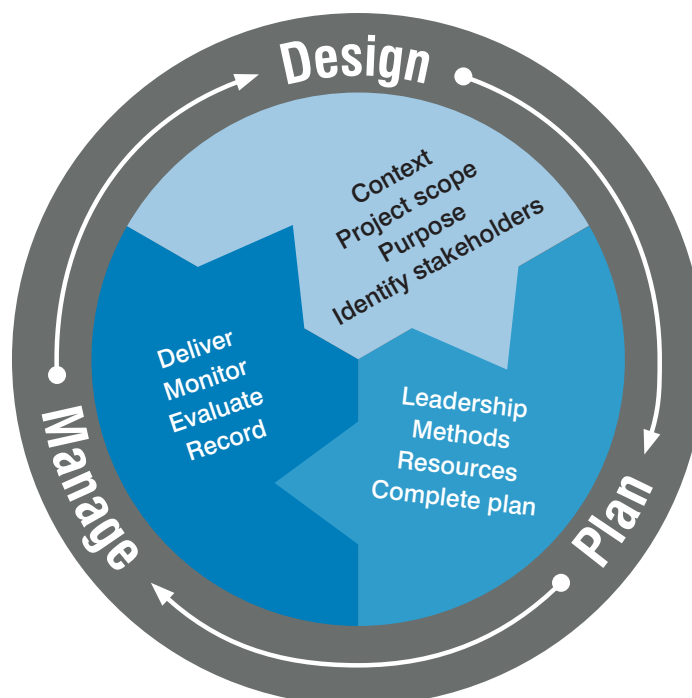 Design
Context
Project scope
Purpose
Identify stakeholders
Plan
Leadership
Methods
Resources
Complete plan
Manage
Deliver
Monitor
Evaluate
Record